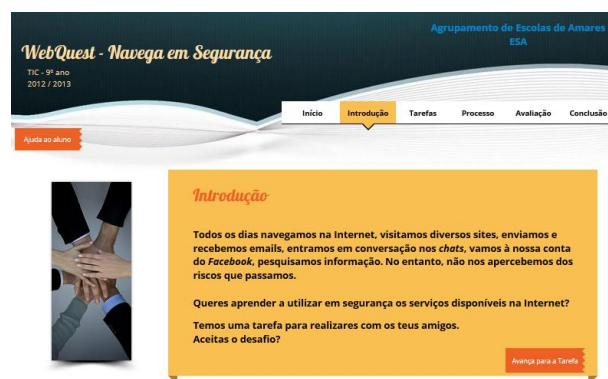 Agrupamento de Escolas de Amares
ESA
WebQuest - Navega em Segurança
TIC - 9º ano
2012 / 2013
Início Introdução Tarefas Processo Avaliação Conclusão
Ajuda ao aluno
Introdução
Todos os dias navegamos na Internet, visitamos diversos sites, enviamos e
recebemos emails, entramos em conversação nos chats, vamos à nossa conta
do Facebook, pesquisamos informação. No entanto, não nos apercebemos dos
riscos que passamos.
Queres aprender a utilizar em segurança os serviços disponíveis na Internet?
Temos uma tarefa para realizares com os teus amigos.
Aceitas o desafio?
Avança para a Tarefa